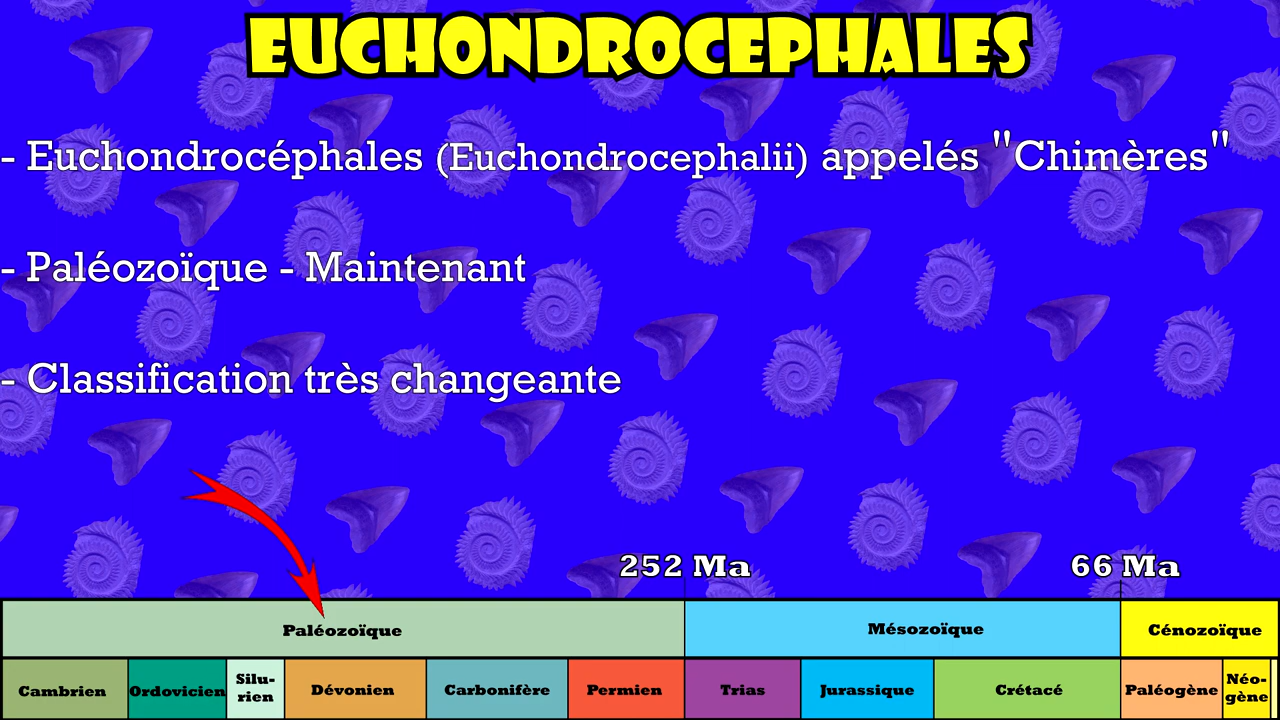 EUCHONDROCEPHALES
- Euchondrocéphales (Euchondrocephalii) appelés "Chimères"
- Paléozoïque - Maintenant
- Classification très changeante
252 Ma 66 Ma
Paléozoïque Mésozoïque Cénozoïque
Cambrien Ordovicien Silu-rien Dévonien Carbonifère Permien Trias Jurassique Crétacé Paléogène Néo-gène